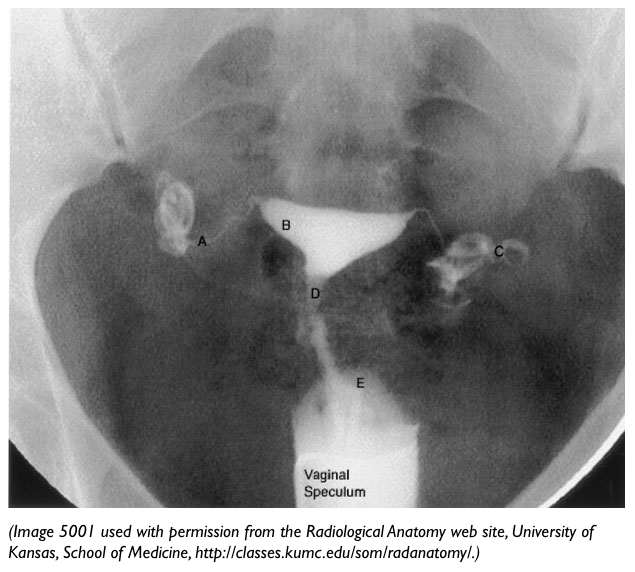 B
A
C
D
E
Vaginal
Speculum
(Image 5001 used with permission from the Radiological Anatomy web site, University of
Kansas, School of Medicine, http://classes.kumc.edu/som/radanatomy/.)